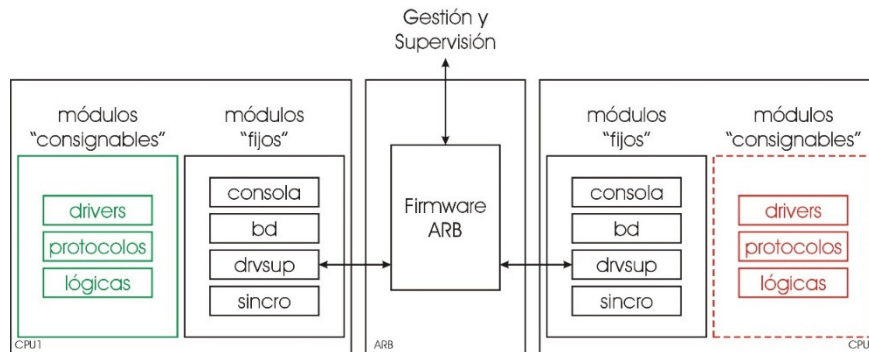 Gestión y
Supervisión
módulos
"consignables"
drivers
protocolos
lógicas
CPU1
módulos
"fijos"
consola
bd
drvsup
sincro
Firmware
ARB
ARB
módulos
"fijos"
consola
bd
drvsup
sincro
módulos
"consignables"
drivers
protocolos
lógicas
CPU